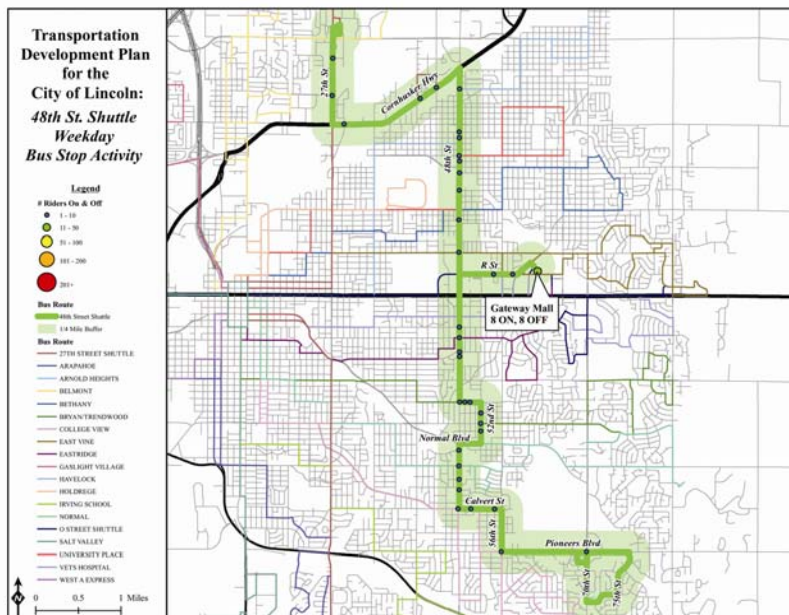 Transportation
Development Plan
for the
City of Lincoln:
48th St. Shuttle
Weekday
Bus Stop Activity
Legend
# Riders On & Off
1 - 10
11 - 50
51 - 100
101 - 200
201+
Bus Route
48th Street Shuttle
1/4 Mile Buffer
Bus Route
27TH STREET SHUTTLE
ARAPAHOE
ARNOLD HEIGHTS
BELMONT
BETHANY
BRYAN/TRENDWOOD
COLLEGE VIEW
EAST VINE
EASTRIDGE
GASLIGHT VILLAGE
HAVELOCK
HOLDREGE
IRVING SCHOOL
NORMAL
O STREET SHUTTLE
SALT VALLEY
UNIVERSITY PLACE
VETS HOSPITAL
WEST A EXPRESS
N
0 0.5 1 Miles
27th St
Cornhusker Hwy
48th St
R St
Gateway Mall
8 ON, 8 OFF
52nd St
Normal Blvd
Calvert St
56th St
Pioneers Blvd
70th St
75th St